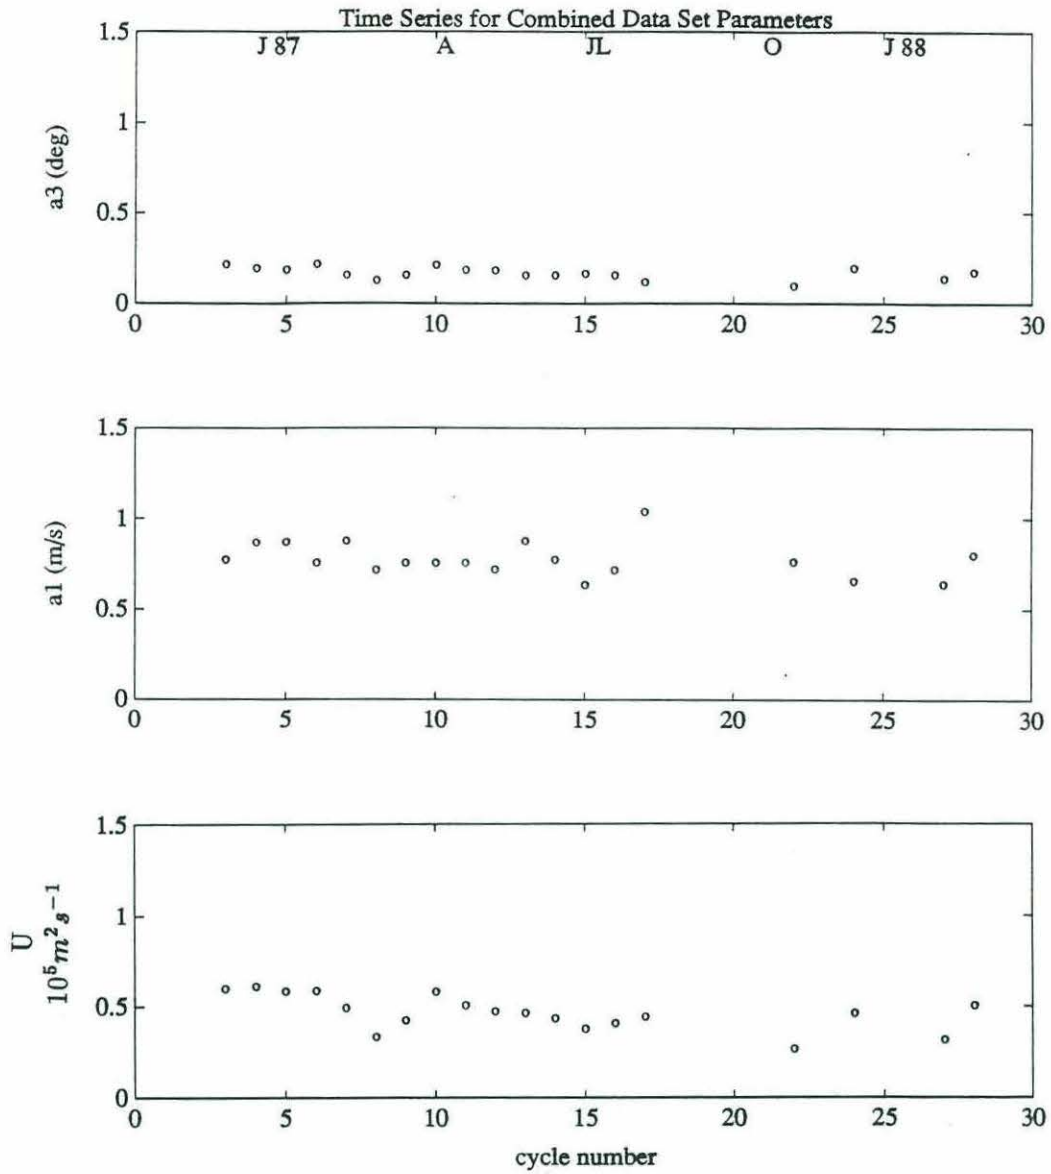 Time Series for Combined Data Set Parameters
J 87 A JL O J 88
1.5
1
0.5
0
a3 (deg)
0 5 10 15 20 25 30
1.5
1
0.5
0
a1 (m/s)
0 5 10 15 20 25 30
1.5
1
0.5
0
U
10⁵m²s⁻¹
0 5 10 15 20 25 30
cycle number